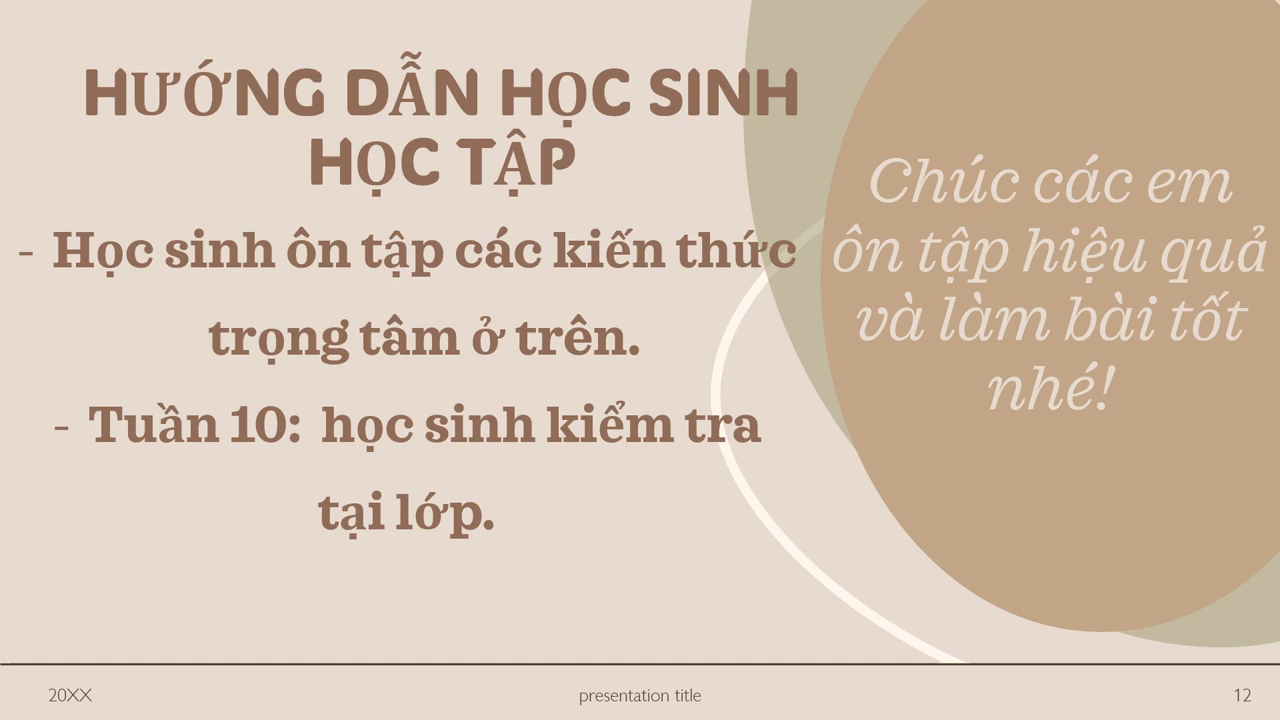 HƯỚNG DẪN HỌC SINH
HỌC TẬP
- Học sinh ôn tập các kiến thức
trọng tâm ở trên.
- Tuần 10: học sinh kiểm tra
tại lớp.
Chúc các em
ôn tập hiệu quả
và làm bài tốt
nhé!
20XX
presentation title
12